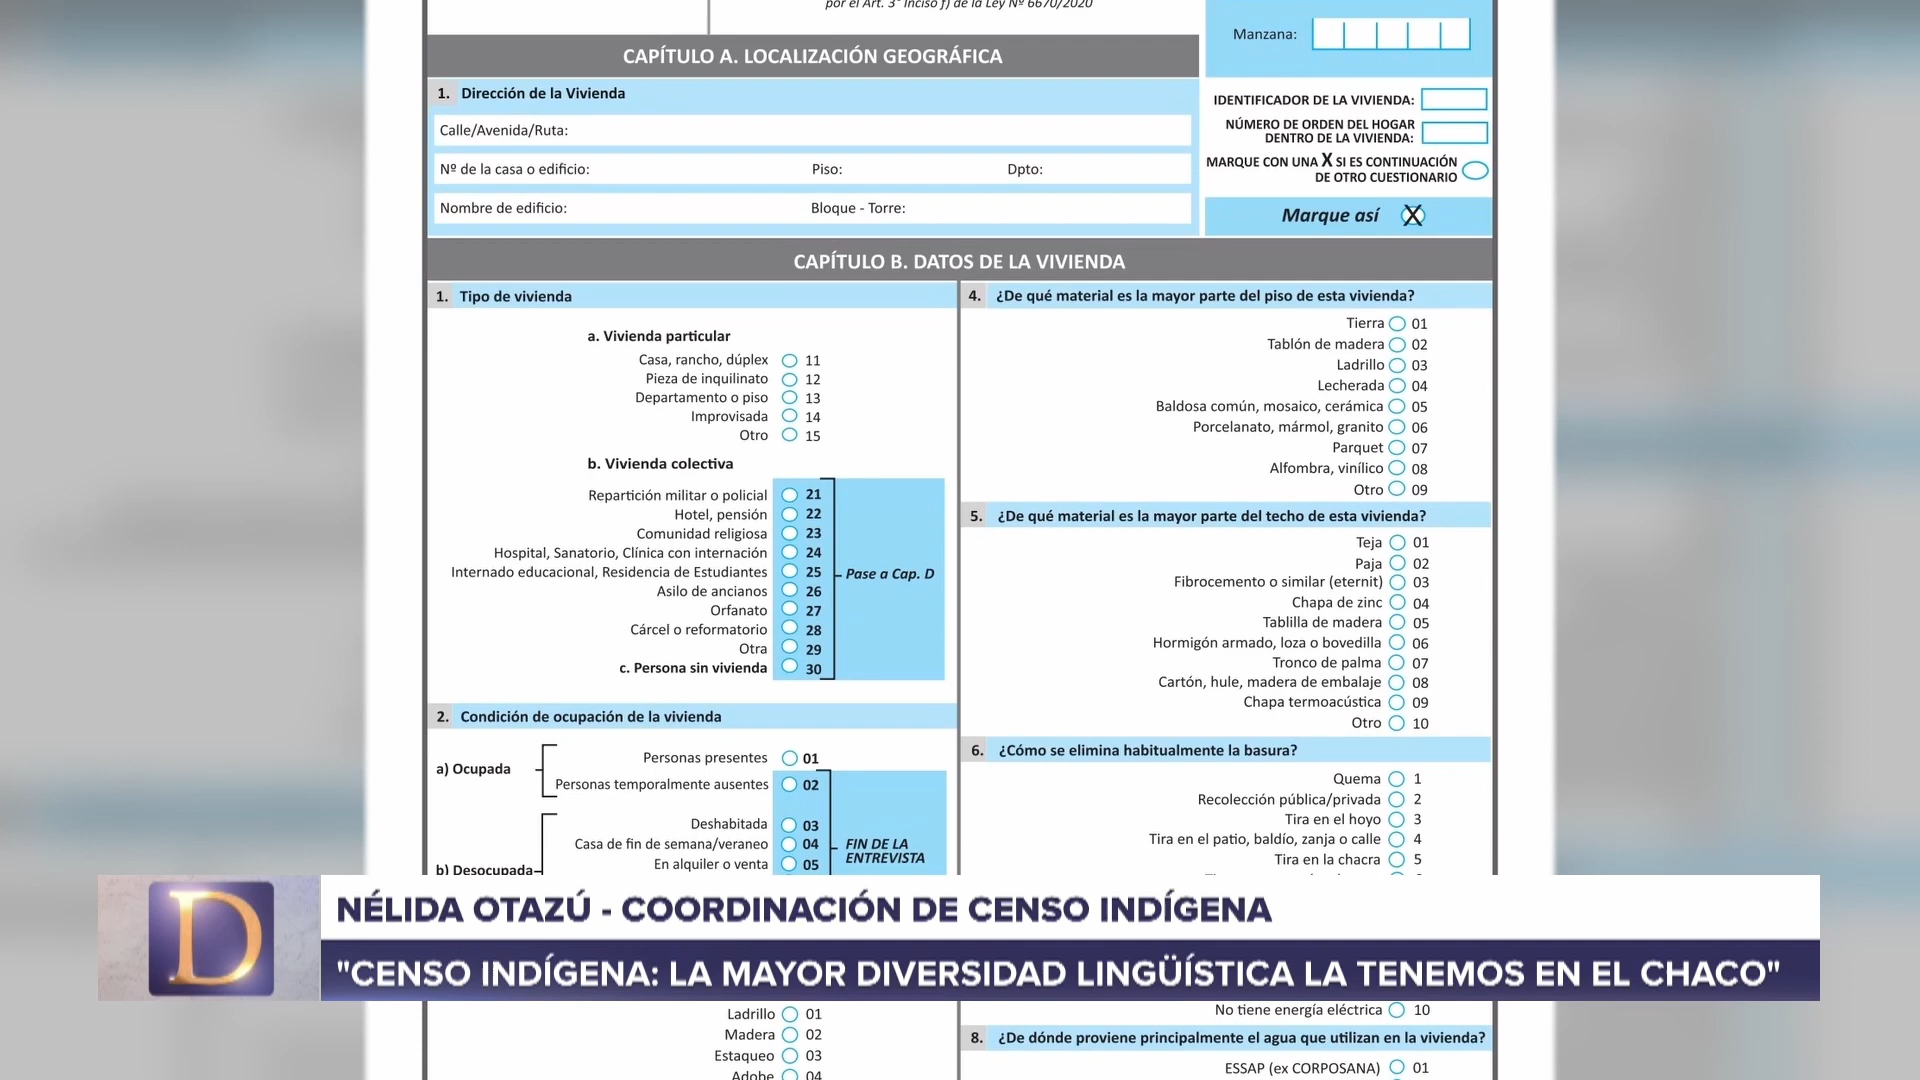 por el Art. 3° Inciso f) de la Ley Nº 6670/2020
Manzana:
CAPÍTULO A. LOCALIZACIÓN GEOGRÁFICA
1. Dirección de la Vivienda
Calle/Avenida/Ruta:
Nº de la casa o edificio: Piso: Dpto:
Nombre de edificio: Bloque - Torre:
IDENTIFICADOR DE LA VIVIENDA:
NÚMERO DE ORDEN DEL HOGAR
DENTRO DE LA VIVIENDA:
MARQUE CON UNA X SI ES CONTINUACIÓN
DE OTRO CUESTIONARIO
Marque así X
CAPÍTULO B. DATOS DE LA VIVIENDA
1. Tipo de vivienda
a. Vivienda particular
Casa, rancho, dúplex 11
Pieza de inquilinato 12
Departamento o piso 13
Improvisada 14
Otro 15
b. Vivienda colectiva
Repartición militar o policial 21
Hotel, pensión 22
Comunidad religiosa 23
Hospital, Sanatorio, Clínica con internación 24
Internado educacional, Residencia de Estudiantes 25
Asilo de ancianos 26
Orfanato 27
Cárcel o reformatorio 28
Otra 29
c. Persona sin vivienda 30
Pase a Cap. D
2. Condición de ocupación de la vivienda
a) Ocupada
Personas presentes 01
Personas temporalmente ausentes 02
b) Desocupada
Deshabitada 03
Casa de fin de semana/veraneo 04
En alquiler o venta 05
FIN DE LA
ENTREVISTA
Ladrillo 01
Madera 02
Estaqueo 03
Adobe 04
4. ¿De qué material es la mayor parte del piso de esta vivienda?
Tierra 01
Tablón de madera 02
Ladrillo 03
Lecherada 04
Baldosa común, mosaico, cerámica 05
Porcelanato, mármol, granito 06
Parquet 07
Alfombra, vinílico 08
Otro 09
5. ¿De qué material es la mayor parte del techo de esta vivienda?
Teja 01
Paja 02
Fibrocemento o similar (eternit) 03
Chapa de zinc 04
Tablilla de madera 05
Hormigón armado, loza o bovedilla 06
Tronco de palma 07
Cartón, hule, madera de embalaje 08
Chapa termoacústica 09
Otro 10
6. ¿Cómo se elimina habitualmente la basura?
Quema 1
Recolección pública/privada 2
Tira en el hoyo 3
Tira en el patio, baldío, zanja o calle 4
Tira en la chacra 5
No tiene energía eléctrica 10
8. ¿De dónde proviene principalmente el agua que utilizan en la vivienda?
ESSAP (ex CORPOSANA) 01
D
NÉLIDA OTAZÚ - COORDINACIÓN DE CENSO INDÍGENA
"CENSO INDÍGENA: LA MAYOR DIVERSIDAD LINGÜÍSTICA LA TENEMOS EN EL CHACO"